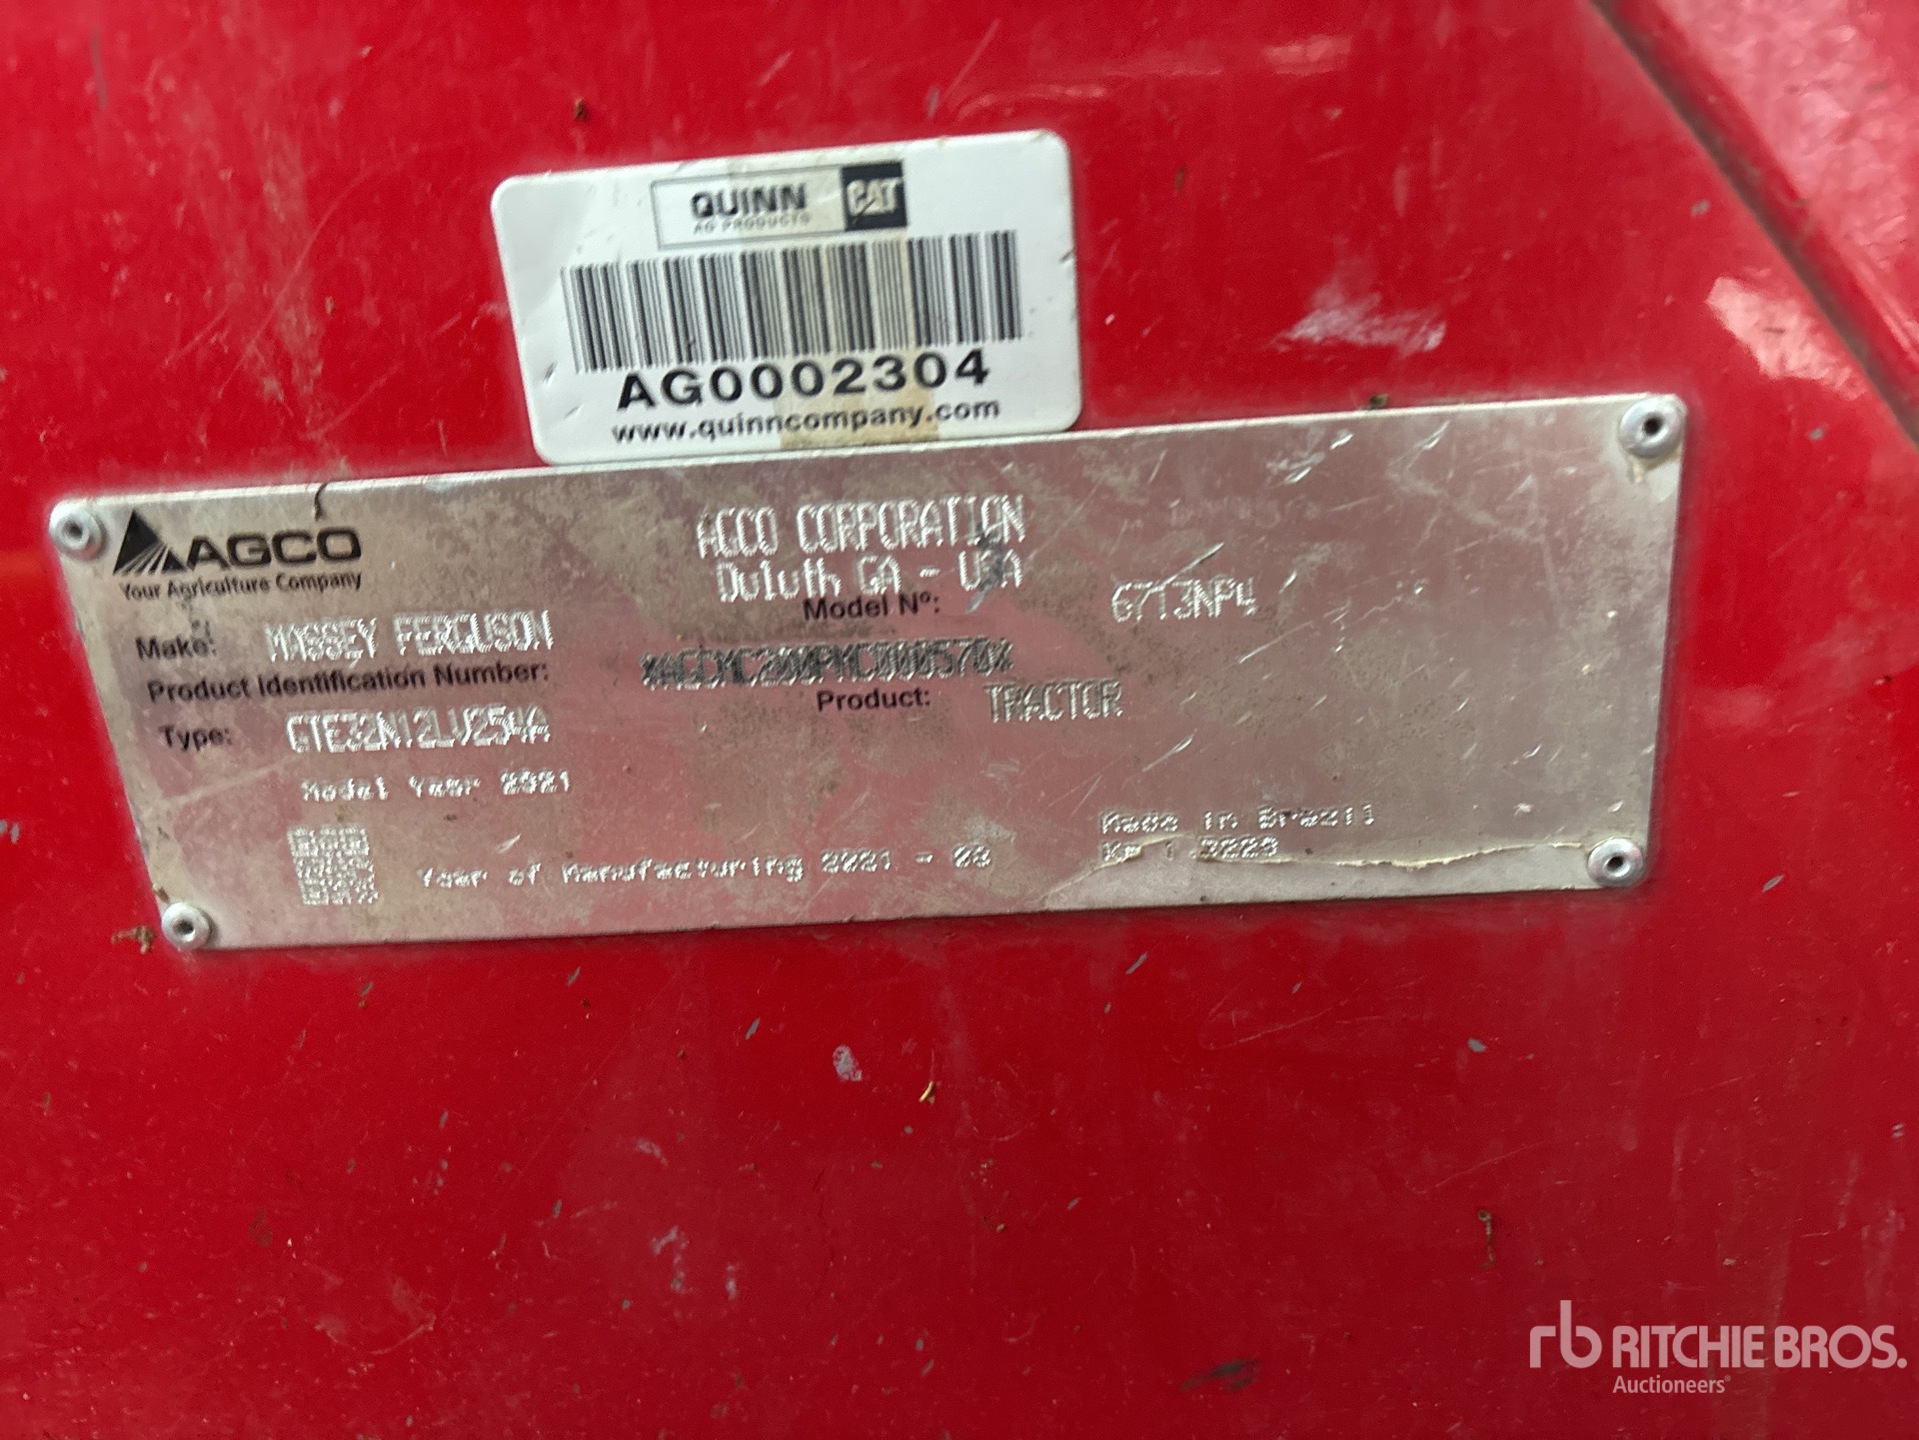 QUINN CAT
AG PRODUCTS
AG0002304
www.quinncompany.com
AGCO
Your Agriculture Company
AGCO CORPORATION
Duluth GA - USA
Make: MASSEY FERGUSON
Model Nº: 6713NP4
Product Identification Number:
Type: GTE32N12LV254A
Product: TRACTOR
Model Year 2021
Year of Manufacturing 2021 - 08
Made in Brazil
rb RITCHIE BROS.
Auctioneers